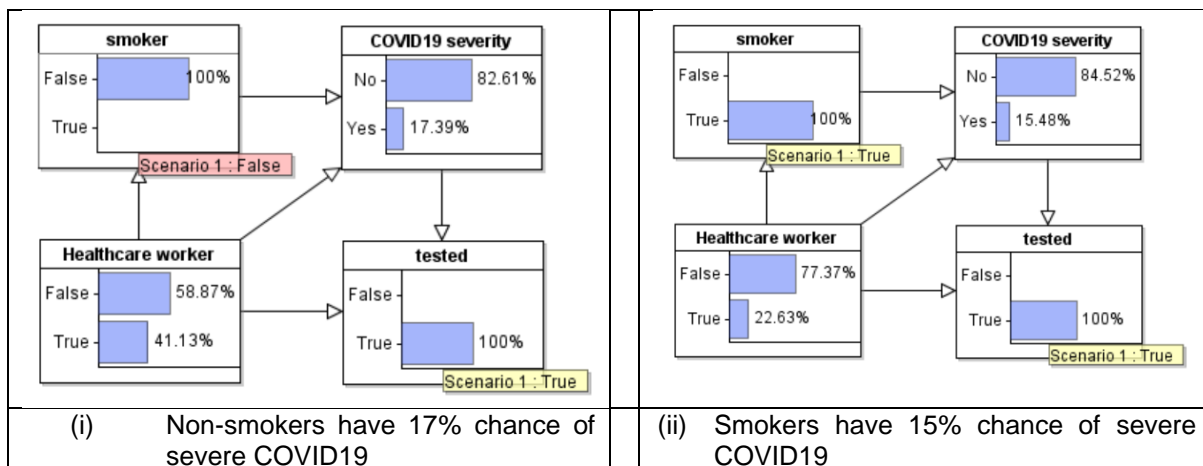 smoker
False
100%
True
Scenario 1 : False
COVID19 severity
No
82.61%
Yes
17.39%
Healthcare worker
False
58.87%
True
41.13%
tested
False
True
100%
Scenario 1 : True
smoker
False
True
100%
Scenario 1 : True
COVID19 severity
No
84.52%
Yes
15.48%
Healthcare worker
False
77.37%
True
22.63%
tested
False
True
100%
Scenario 1 : True
(i) Non-smokers have 17% chance of
severe COVID19
(ii) Smokers have 15% chance of severe
COVID19